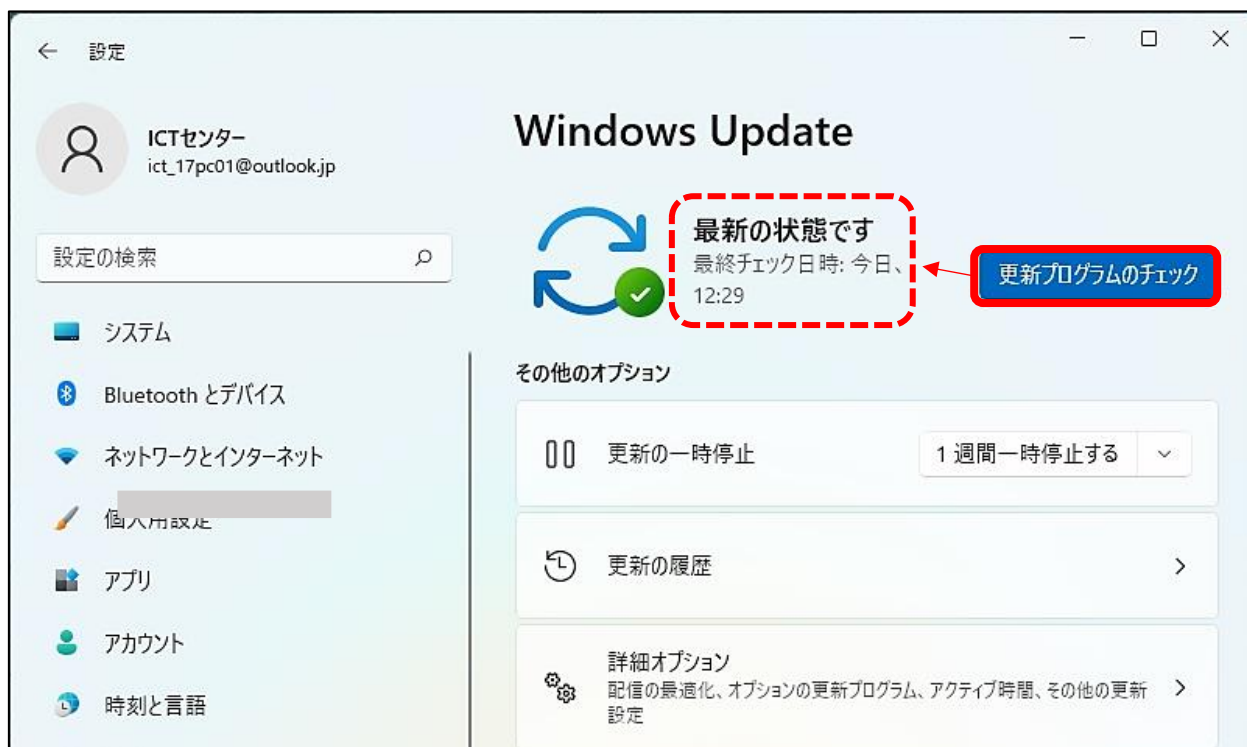 設定
ICTセンター
ict_17pc01@outlook.jp
設定の検索
システム
Bluetooth とデバイス
ネットワークとインターネット
個人用設定
アプリ
アカウント
時刻と言語
Windows Update
最新の状態です
最終チェック日時: 今日、
12:29
更新プログラムのチェック
その他のオプション
更新の一時停止
1 週間一時停止する
更新の履歴
詳細オプション
配信の最適化、オプションの更新プログラム、アクティブ時間、その他の更新
設定